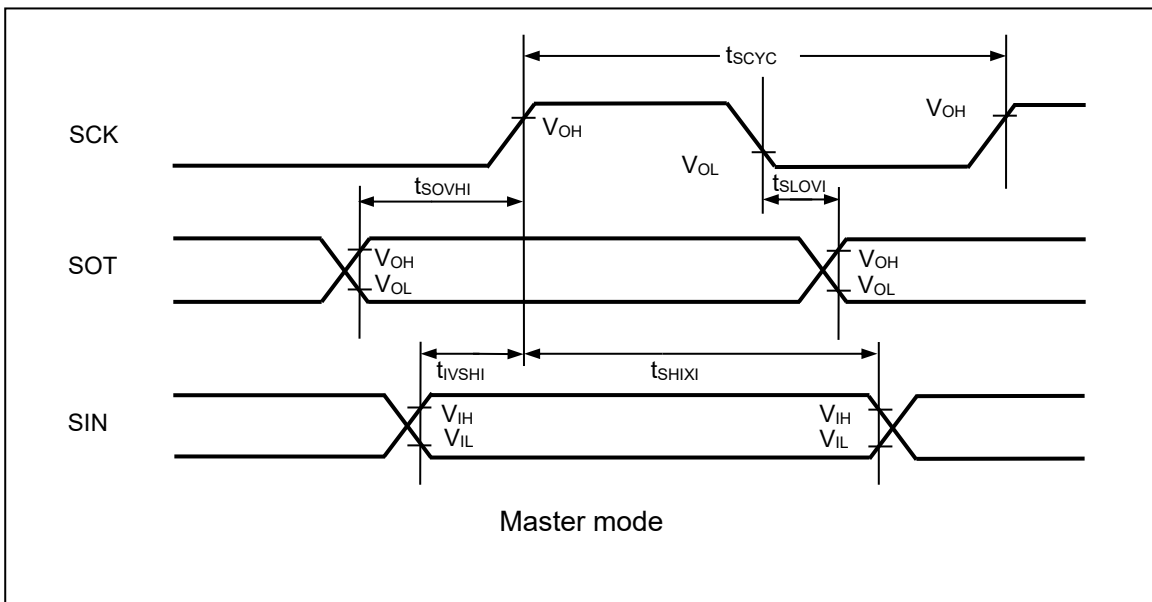 tSCYC
SCK
VOH
VOL
VOH
tSOVHI
tSLOVI
SOT
VOH
VOL
VOH
VOL
tIVSHI
tSHIXI
SIN
VIH
VIL
VIH
VIL
Master mode